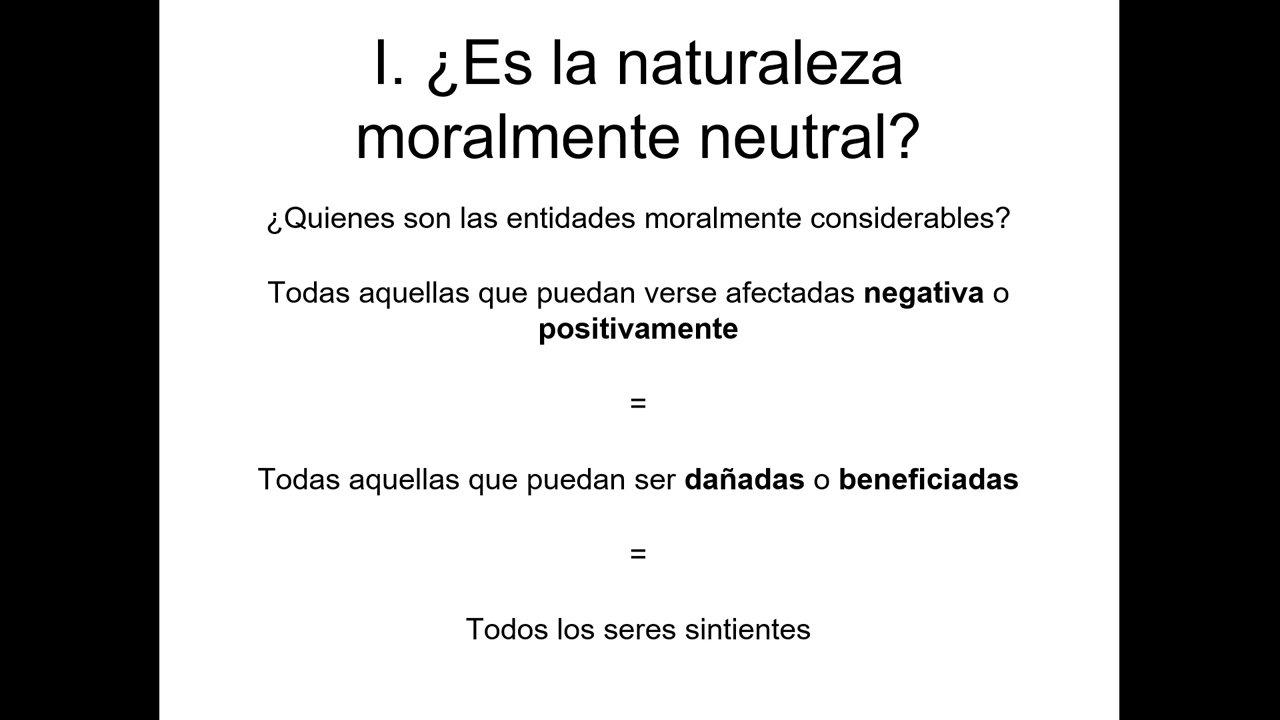 I. ¿Es la naturaleza
moralmente neutral?
¿Quienes son las entidades moralmente considerables?
Todas aquellas que puedan verse afectadas negativa o
positivamente
=
Todas aquellas que puedan ser dañadas o beneficiadas
=
Todos los seres sintientes